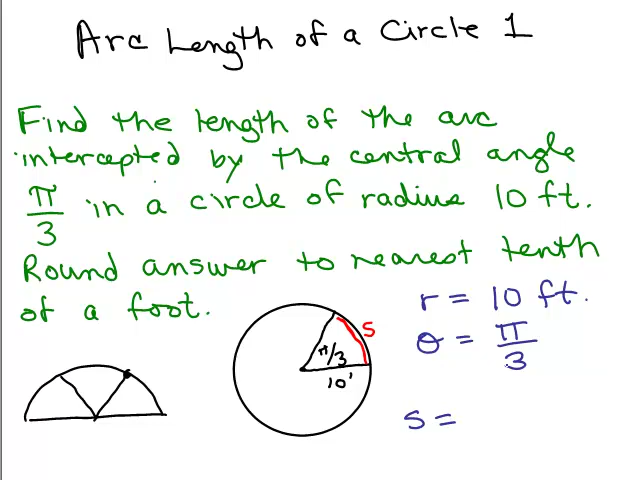 Arc Length of a Circle 1
Find the length of the arc
intercepted by the central angle
π/3 in a circle of radius 10 ft.
Round answer to nearest tenth
of a foot.
r = 10 ft.
θ = π/3
s
π/3
10'
s =